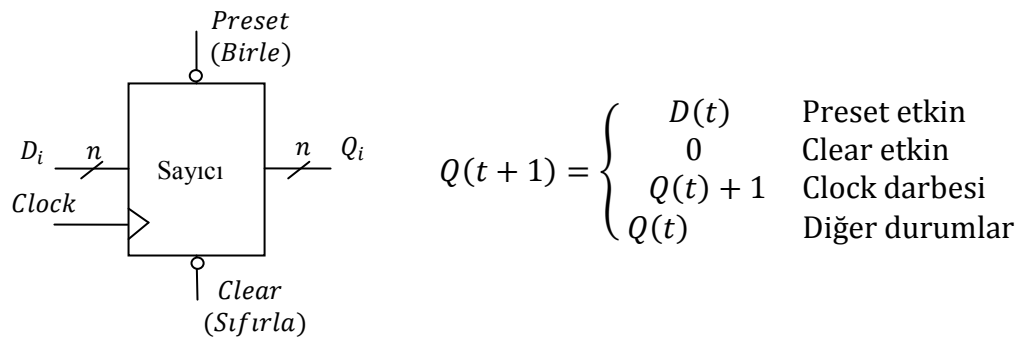 Preset
(Birle)
D_i n Sayıcı n Q_i
Clock
Clear
(Sıfırla)
Q(t + 1) = { D(t) Preset etkin
0 Clear etkin
Q(t) + 1 Clock darbesi
Q(t) Diğer durumlar